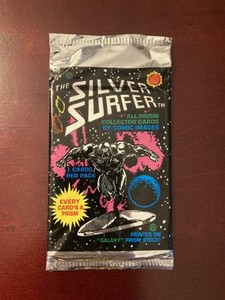 THE SILVER
SURFER™
ALL PRISM
COLLECTOR CARDS
BY COMIC IMAGES
7 CARDS
PER PACK
EVERY
CARD'S A
PRISM
PRINTED ON
"GALAXY" PRISM STOCK!